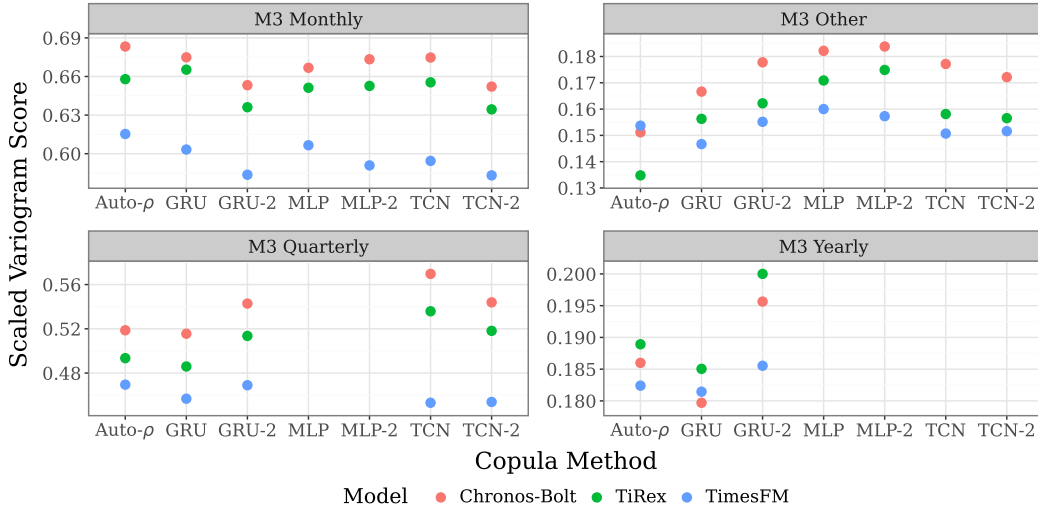 M3 Monthly
M3 Other
0.69
0.66
0.63
0.60
0.18
0.17
0.16
0.15
0.14
0.13
Auto-ρ GRU GRU-2 MLP MLP-2 TCN TCN-2
Auto-ρ GRU GRU-2 MLP MLP-2 TCN TCN-2
Scaled Variogram Score
M3 Quarterly
M3 Yearly
0.56
0.52
0.48
0.200
0.195
0.190
0.185
0.180
Auto-ρ GRU GRU-2 MLP MLP-2 TCN TCN-2
Auto-ρ GRU GRU-2 MLP MLP-2 TCN TCN-2
Copula Method
Model Chronos-Bolt TiRex TimesFM